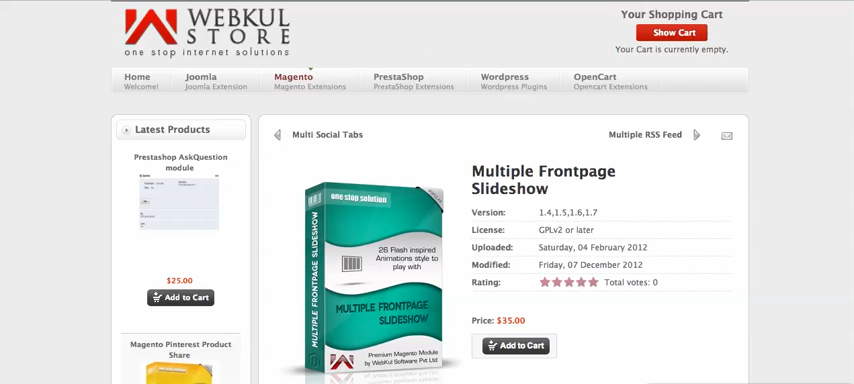 WEBKUL
STORE
one stop internet solutions
Your Shopping Cart
Show Cart
Your Cart is currently empty.
Home
Welcome!
Joomla
Joomla Extension
Magento
Magento Extensions
PrestaShop
PrestaShop Extensions
Wordpress
Wordpress Plugins
OpenCart
Opencart Extensions
Latest Products
Prestashop AskQuestion
module
$25.00
Add to Cart
Magento Pinterest Product
Share
Multi Social Tabs
Multiple RSS Feed
one stop solution
MULTIPLE FRONTPAGE SLIDESHOW
26 Flash inspired
Animations style to
play with
MULTIPLE FRONTPAGE
SLIDESHOW
Premium Magento Module
by WebKul Software Pvt Ltd
Multiple Frontpage
Slideshow
Version: 1.4,1.5,1.6,1.7
License: GPLv2 or later
Uploaded: Saturday, 04 February 2012
Modified: Friday, 07 December 2012
Rating: Total votes: 0
Price: $35.00
Add to Cart